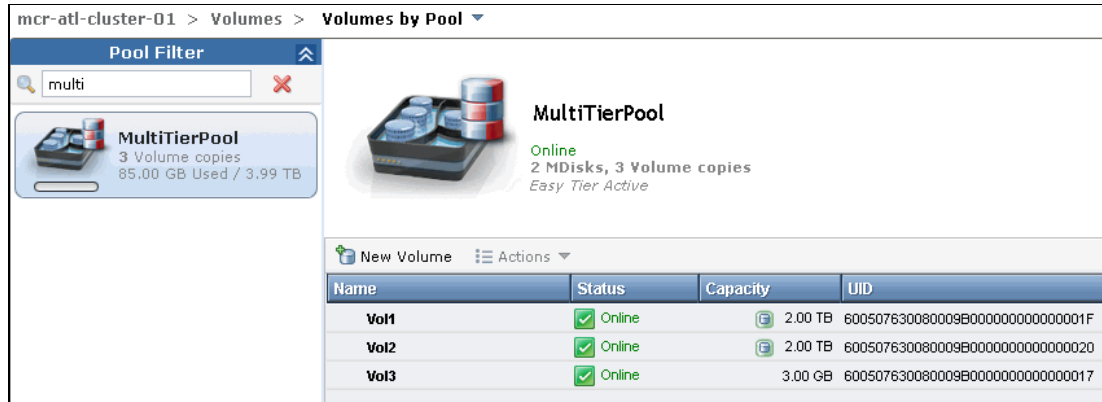 mcr-atl-cluster-01 > Volumes > Volumes by Pool
Pool Filter
multi
MultiTierPool
3 Volume copies
85.00 GB Used / 3.99 TB
MultiTierPool
Online
2 MDisks, 3 Volume copies
Easy Tier Active
New Volume Actions
Name Status Capacity UID
Vol1 Online 2.00 TB 600507630080009B000000000000001F
Vol2 Online 2.00 TB 600507630080009B0000000000000020
Vol3 Online 3.00 GB 600507630080009B0000000000000017